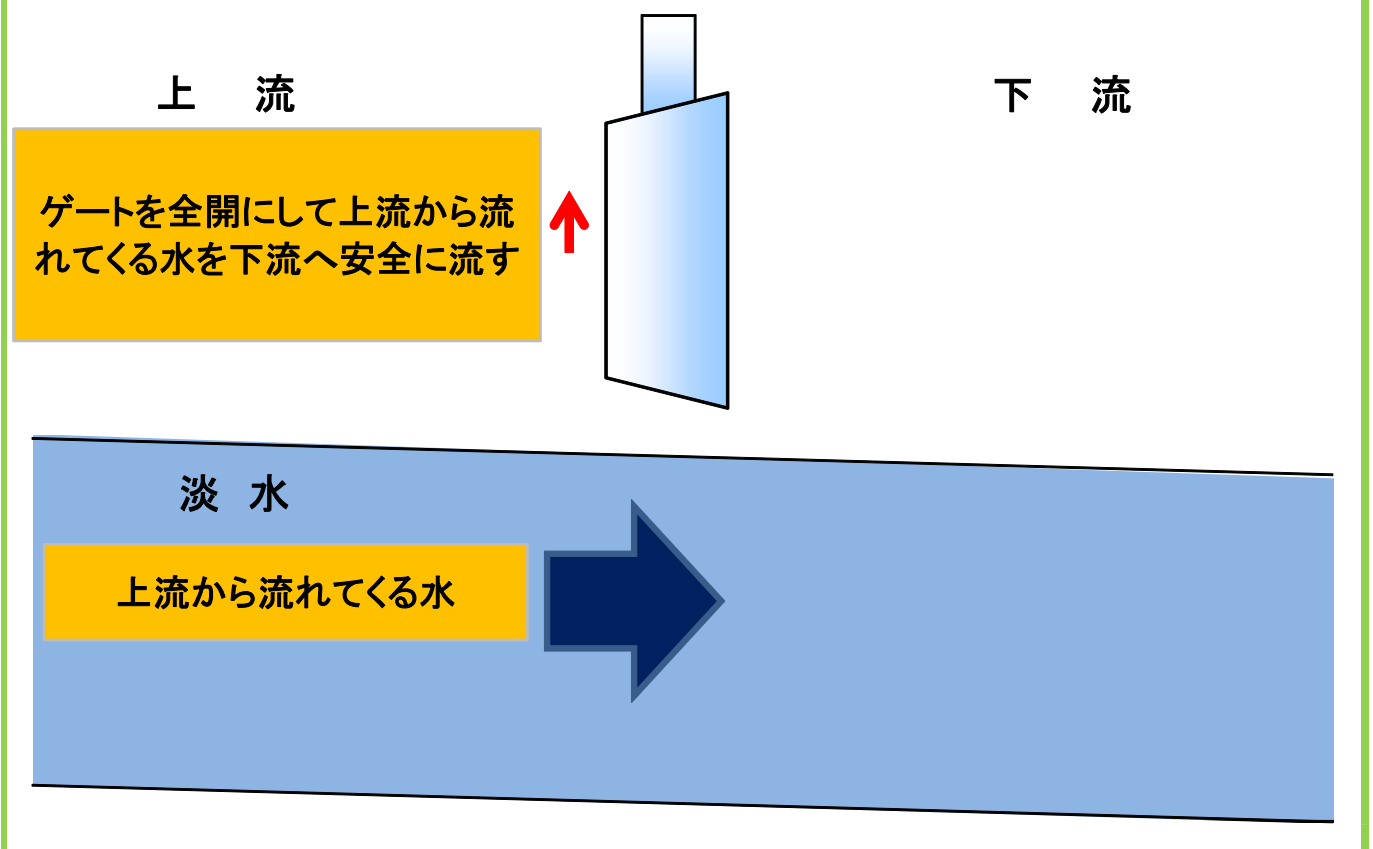 上 流
下 流
ゲートを全開にして上流から流
れてくる水を下流へ安全に流す
淡 水
上流から流れてくる水